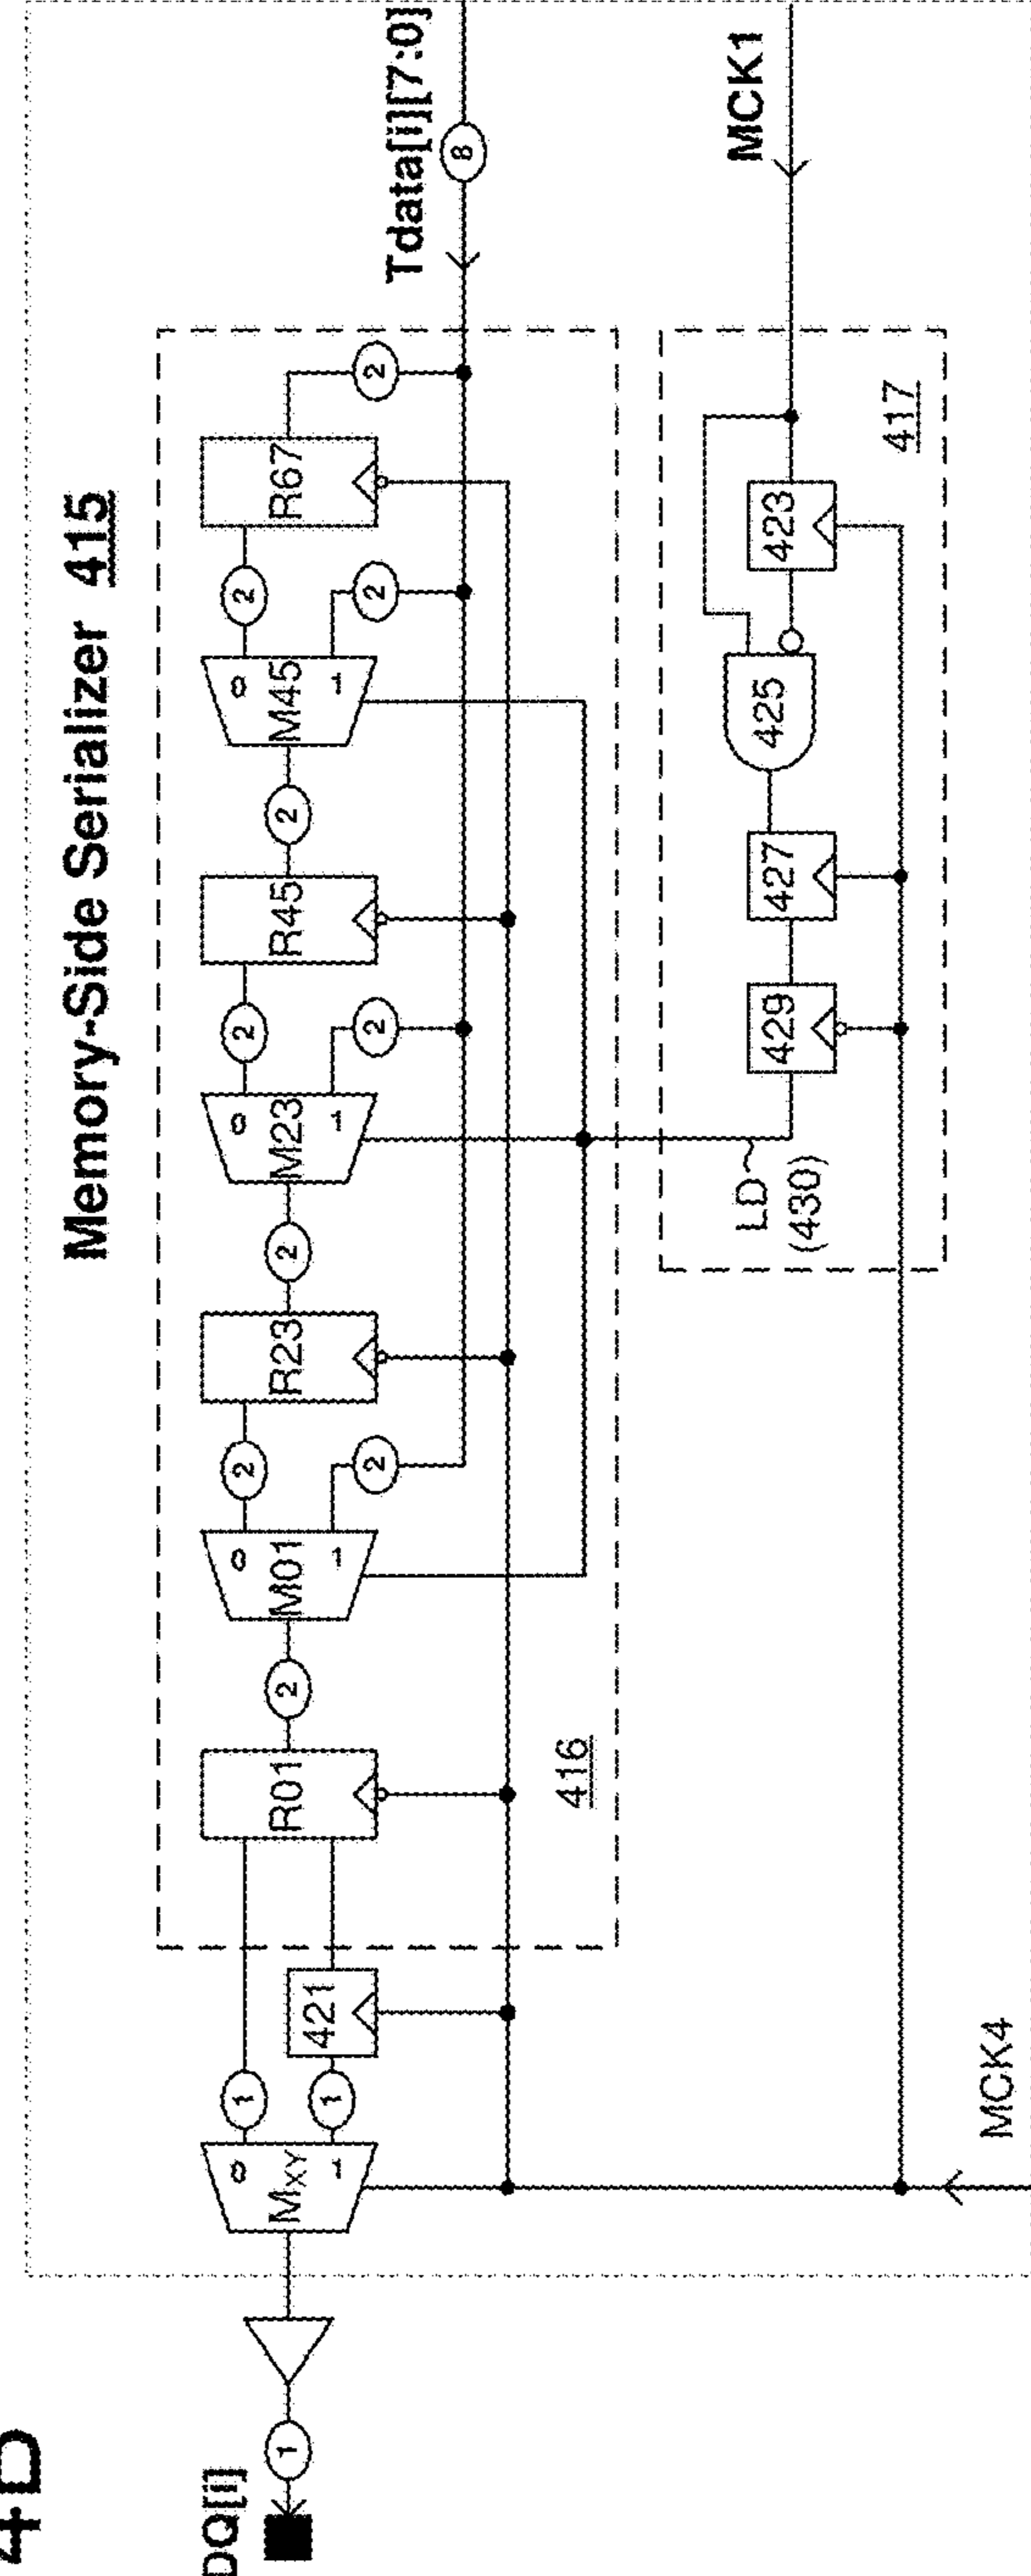 4D
Memory-Side Serializer 415
DQ[i]
1
MXY
0
1
1
1
421
R01
2
M01
0
1
2
2
R23
2
M23
0
1
2
2
R45
2
M45
0
1
2
2
R67
2
Tdata[i][7:0]
8
416
MCK1
LD
(430)
429
427
425
423
417
MCK4